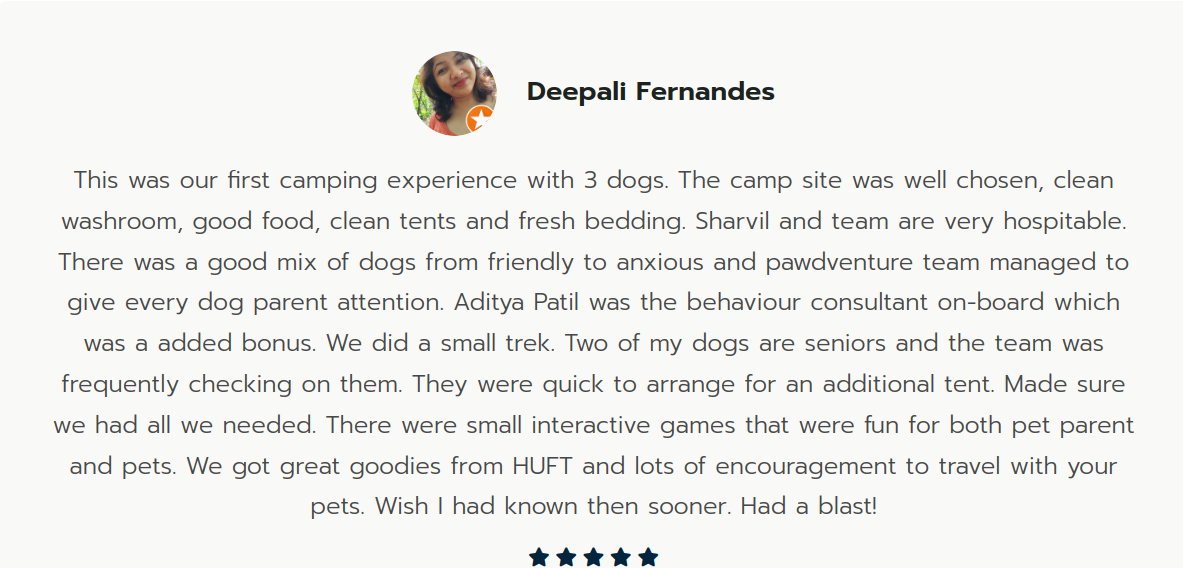 Deepali Fernandes
This was our first camping experience with 3 dogs. The camp site was well chosen, clean
washroom, good food, clean tents and fresh bedding. Sharvil and team are very hospitable.
There was a good mix of dogs from friendly to anxious and pawdventure team managed to
give every dog parent attention. Aditya Patil was the behaviour consultant on-board which
was a added bonus. We did a small trek. Two of my dogs are seniors and the team was
frequently checking on them. They were quick to arrange for an additional tent. Made sure
we had all we needed. There were small interactive games that were fun for both pet parent
and pets. We got great goodies from HUFT and lots of encouragement to travel with your
pets. Wish I had known then sooner. Had a blast!